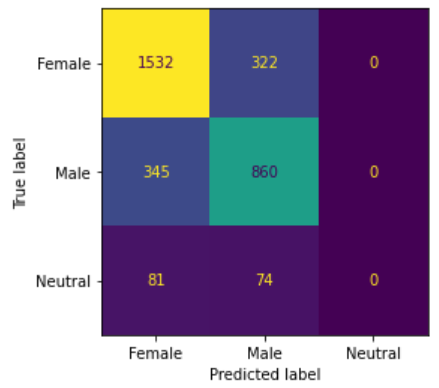 True label
Female 1532 322 0
Male 345 860 0
Neutral 81 74 0
Female Male Neutral
Predicted label